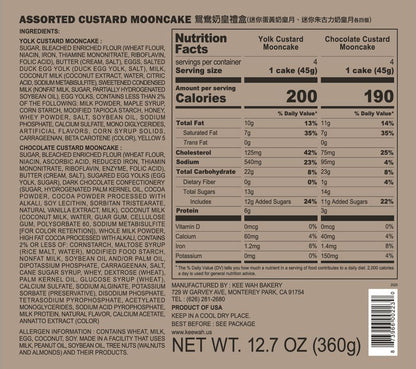 ASSORTED CUSTARD MOONCAKE 鴛鴦奶皇禮盒(迷你蛋黃奶皇月、迷你朱古力奶皇月各四個)
INGREDIENTS:
YOLK CUSTARD MOONCAKE :
SUGAR, BLEACHED ENRICHED FLOUR (WHEAT FLOUR,
NIACIN, IRON, THIAMINE MONONITRATE, RIBOFLAVIN,
FOLIC ACID), BUTTER (CREAM, SALT), EGGS, SALTED
DUCK EGG YOLK (DUCK EGG YOLK, SALT), MILK,
COCONUT MILK (COCONUT EXTRACT, WATER, CITRIC
ACID, SODIUM METABISULFITE), SWEETENED CONDENSED
MILK (NONFAT MILK, SUGAR, PARTIALLY HYDROGENATED
SOYBEAN OIL), EGG YOLKS, CONTAINS LESS THAN 2%
OF THE FOLLOWING: MILK POWDER, MAPLE SYRUP,
CORN STARCH, MODIFIED TAPIOCA STARCH, HONEY,
WHEY POWDER, SALT, SOYBEAN OIL, SODIUM
PHOSPHATE, CALCIUM SULFATE, MONO DIGLYCERIDES,
ARTIFICIAL FLAVORS, CORN SYRUP SOLIDS,
CARRAGEENAN, BETA CAROTENE (COLOR), YELLOW 5
CHOCOLATE CUSTARD MOONCAKE :
SUGAR, BLEACHED ENRICHED FLOUR (WHEAT FLOUR,
NIACIN, ASCORBIC ACID, REDUCED IRON, THIAMIN
MONONITRATE, RIBOFLAVIN, ENZYME, FOLIC ACID),
BUTTER (CREAM, SALT), SUGARED EGG YOLKS (EGG
YOLK, SUGAR), DARK CHOCOLATE CONFECTIONERY
(SUGAR, HYDROGENATED PALM KERNEL OIL, COCOA
POWDER, COCOA POWDER PROCESSED WITH
ALKALI, SOY LECITHIN, SORBITAN TRISTEARATE,
NATURAL VANILLA EXTRACT, MILK), COCONUT MILK
(COCONUT MILK, WATER, GUAR GUM, CELLULOSE
GUM, POLYSORBATE 60, SODIUM METABISULFITE
(FOR COLOR RETENTION), WHOLE MILK POWDER,
HIGH FAT COCOA PROCESSED WITH ALKALI, CONTAINS
2% OR LESS OF: CORN STARCH, MALTOSE SYRUP
(RICE MALT, WATER), MODIFIED FOOD STARCH,
NONFAT MILK, SOYBEAN OIL AND/OR PALM OIL,
DIPOTASSIUM PHOSPHATE, CARRAGEENAN, SALT,
CANE SUGAR SYRUP, WHEY, DEXTROSE (WHEAT),
PALM KERNEL OIL, GLUCOSE SYRUP (WHEAT),
CALCIUM SULFATE, SODIUM ALGINATE, POTASSIUM
SORBATE (PRESERVATIVE), DISODIUM PHOSPHATE,
TETRASODIUM PYROPHOSPHATE, ACETYLATED
MONOGLYCERIDES, SODIUM ACID PYROPHOSPHATE,
MILK PROTEIN, NATURAL FLAVOR, CALCIUM ACETATE,
ANNATTO EXTRACT (COLOR)
ALLERGEN INFORMATION : CONTAINS WHEAT, MILK,
EGG, COCONUT, SOY. MADE IN A FACILITY THAT USES
MILK, PEANUT OIL, SOYBEAN OIL, TREE NUTS (WALNUTS
AND ALMONDS) AND THEIR PRODUCTS.
Nutrition Facts
Yolk Custard Mooncake
Chocolate Custard Mooncake
servings per container 4 4
Serving size 1 cake (45g) 1 cake (45g)
Amount per serving
Calories 200 190
% Daily Value* % Daily Value*
Total Fat 10g 13% 11g 14%
Saturated Fat 7g 35% 7g 35%
Trans Fat 0g 0g
Cholesterol 125mg 42% 75mg 25%
Sodium 540mg 23% 95mg 4%
Total Carbohydrate 22g 8% 23g 8%
Dietary Fiber 0g 0% 1g 4%
Total Sugars 13g 14g
Includes 12g Added Sugars 24% 11g Added Sugars 22%
Protein 6g 3g
Vitamin D 0mg 0% 0mg 0%
Calcium 60mg 4% 40mg 4%
Iron 1.2mg 6% 1.4mg 8%
Potassium 0mg 0% 150mg 4%
* The % Daily Value (DV) tells you how much a nutrient in a serving of food contributes to a daily diet. 2,000 calories
a day is used for general nutrition advice.
MANUFACTURED BY : KEE WAH BAKERY
729 W GARVEY AVE, MONTEREY PARK, CA 91754
TEL : (626) 281-2680
PRODUCT OF USA
KEEP IN A COOL DRY PLACE.
BEST BEFORE : SEE PACKAGE
www.keewah.us
NET WT. 12.7 OZ (360g)